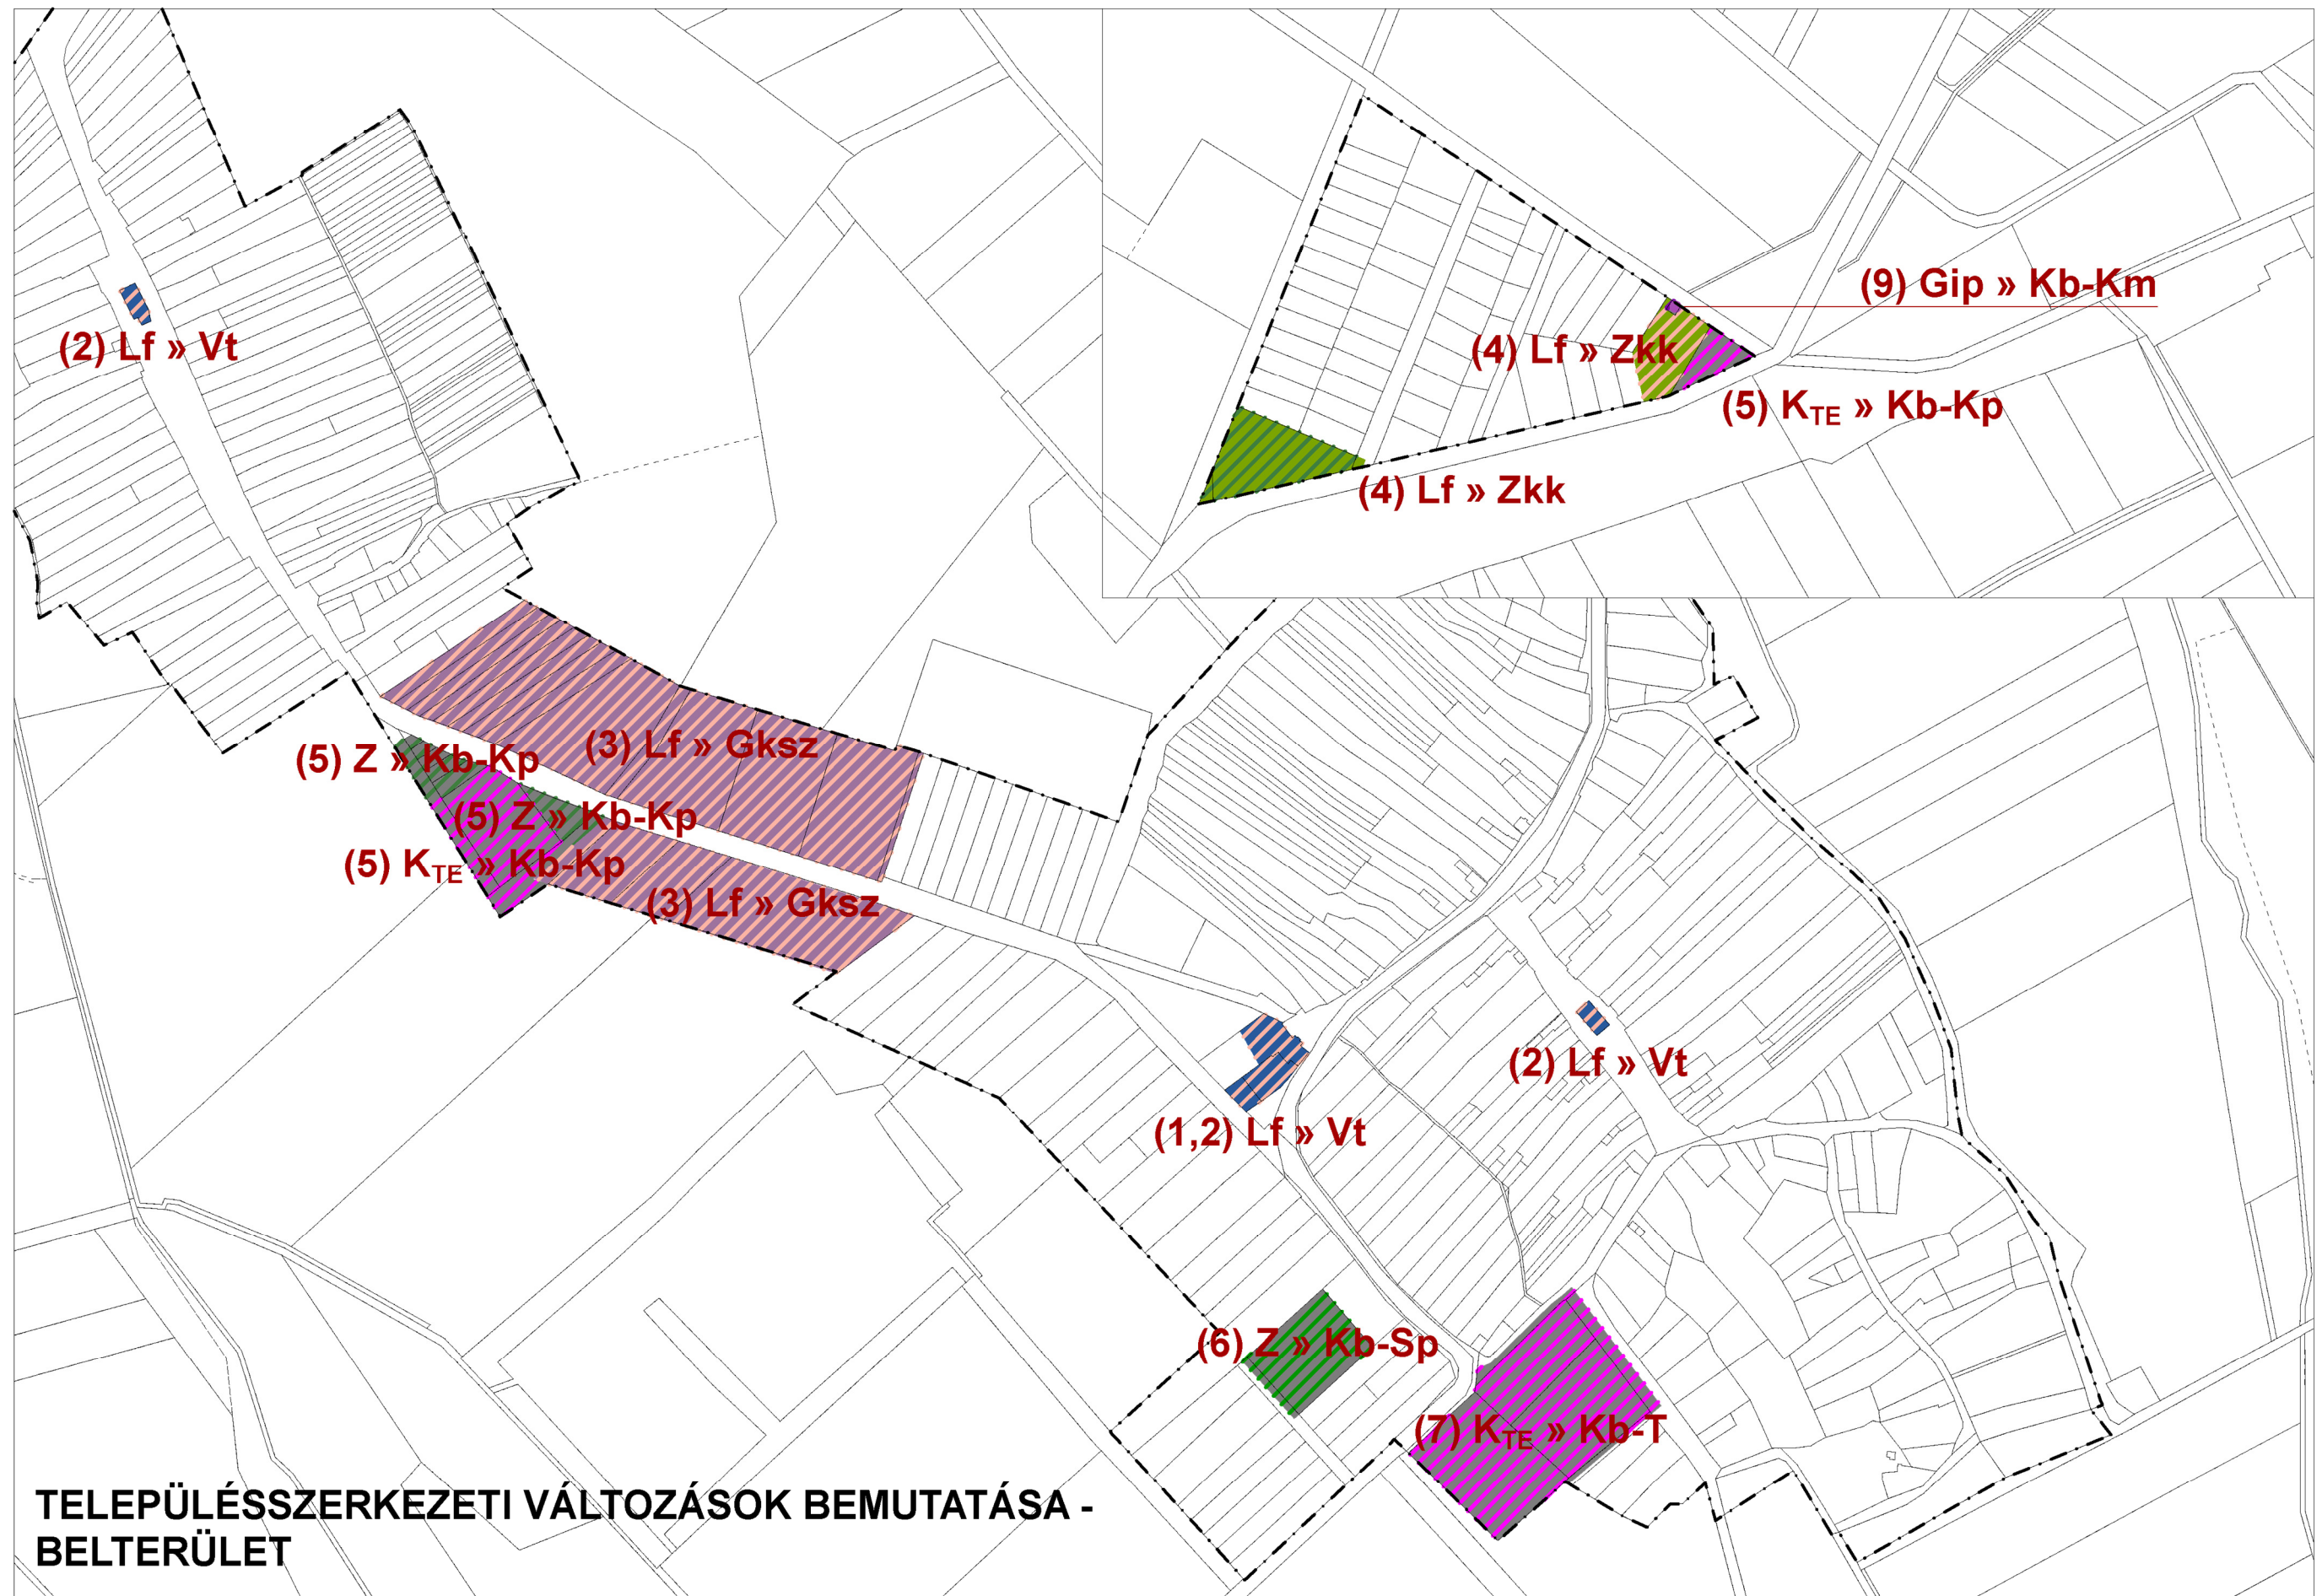 (9) Gip » Kb-Km
(2) Lf » Vt
(4) Lf » Zkk
(5) KTE » Kb-Kp
(4) Lf » Zkk
(5) Z » Kb-Kp
(3) Lf » Gksz
(5) Z » Kb-Kp
(5) KTE » Kb-Kp
(3) Lf » Gksz
(2) Lf » Vt
(1,2) Lf » Vt
(6) Z » Kb-Sp
(7) KTE » Kb-T
TELEPÜLÉSSZERKEZETI VÁLTOZÁSOK BEMUTATÁSA -
BELTERÜLET